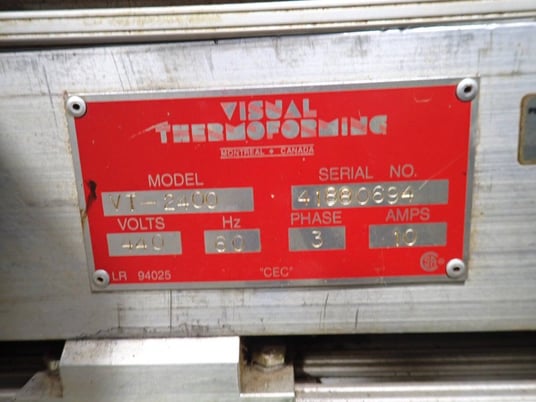 VISUAL
THERMOFORMING
MONTREAL • CANADA
MODEL SERIAL NO.
VT-2400 41880694
VOLTS Hz PHASE AMPS
440 60 3 10
LR 94025 "CEC"